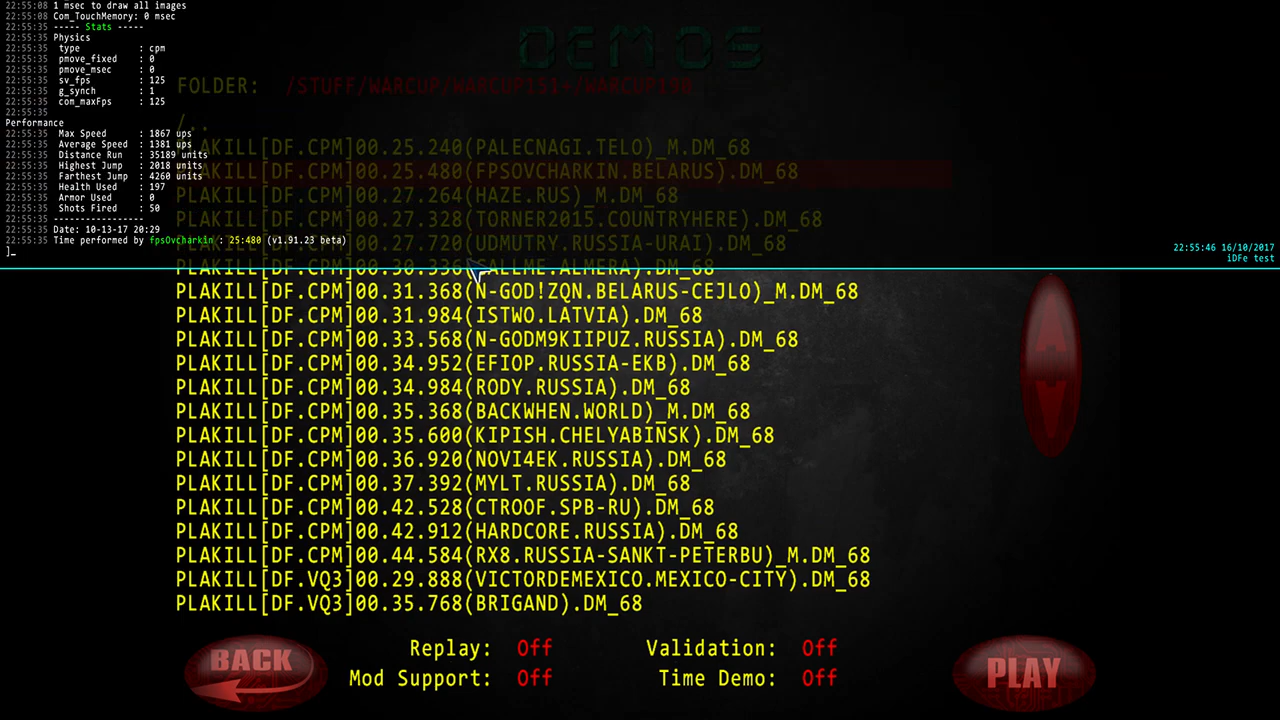 22:55:08 1 msec to draw all images
22:55:08 Com_TouchMemory: 0 msec
22:55:35 ----- Stats -----
22:55:35 Physics
22:55:35 type : cpm
22:55:35 pmove_fixed : 0
22:55:35 pmove_msec : 0
22:55:35 sv_fps : 125
22:55:35 g_synch : 1
22:55:35 com_maxFps : 125
22:55:35
Performance
22:55:35 Max Speed : 1867 ups
22:55:35 Average Speed : 1381 ups
22:55:35 Distance Run : 35189 units
22:55:35 Highest Jump : 2018 units
22:55:35 Farthest Jump : 4260 units
22:55:35 Health Used : 197
22:55:35 Armor Used : 0
22:55:35 Shots Fired : 50
22:55:35 ---------------
22:55:35 Date: 10-13-17 20:29
22:55:35 Time performed by fpsOvcharkin : 25:480 (v1.91.23 beta)
]_
22:55:46 16/10/2017
iDFe test
DEMOS
FOLDER: /STUFF/WARCUP/WARCUP151+/WARCUP190
/..
PLAKILL[DF.CPM]00.25.240(PALECNAGI.TELO)_M.DM_68
PLAKILL[DF.CPM]00.25.480(FPSOVCHARKIN.BELARUS).DM_68
PLAKILL[DF.CPM]00.27.264(HAZE.RUS)_M.DM_68
PLAKILL[DF.CPM]00.27.328(TORNER2015.COUNTRYHERE).DM_68
PLAKILL[DF.CPM]00.27.720(UDMUTRY.RUSSIA-URAI).DM_68
PLAKILL[DF.CPM]00.30.336(CALLME.ALMERA).DM_68
PLAKILL[DF.CPM]00.31.368(N-GOD!ZQN.BELARUS-CEJLO)_M.DM_68
PLAKILL[DF.CPM]00.31.984(ISTWO.LATVIA).DM_68
PLAKILL[DF.CPM]00.33.568(N-GODM9KIIPUZ.RUSSIA).DM_68
PLAKILL[DF.CPM]00.34.952(EFIOP.RUSSIA-EKB).DM_68
PLAKILL[DF.CPM]00.34.984(RODY.RUSSIA).DM_68
PLAKILL[DF.CPM]00.35.368(BACKWHEN.WORLD)_M.DM_68
PLAKILL[DF.CPM]00.35.600(KIPISH.CHELYABINSK).DM_68
PLAKILL[DF.CPM]00.36.920(NOVI4EK.RUSSIA).DM_68
PLAKILL[DF.CPM]00.37.392(MYLT.RUSSIA).DM_68
PLAKILL[DF.CPM]00.42.528(CTROOF.SPB-RU).DM_68
PLAKILL[DF.CPM]00.42.912(HARDCORE.RUSSIA).DM_68
PLAKILL[DF.CPM]00.44.584(RX8.RUSSIA-SANKT-PETERBU)_M.DM_68
PLAKILL[DF.VQ3]00.29.888(VICTORDEMEXICO.MEXICO-CITY).DM_68
PLAKILL[DF.VQ3]00.35.768(BRIGAND).DM_68
BACK
Replay: Off
Validation: Off
Mod Support: Off
Time Demo: Off
PLAY